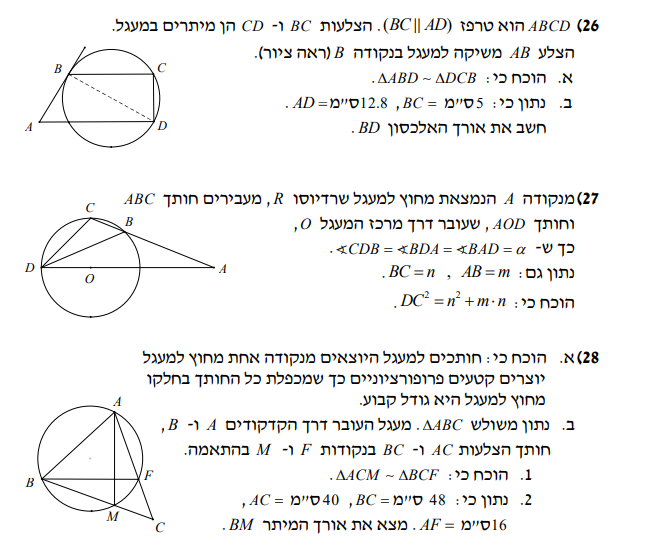 26) ABCD הוא טרפז (BC || AD). הצלעות BC ו- CD הן מיתרים במעגל.
הצלע AB משיקה למעגל בנקודה B (ראה ציור).
א. הוכח כי: ΔABD ~ ΔDCB.
ב. נתון כי: 5 ס״מ = BC, 12.8 ס״מ = AD.
חשב את אורך האלכסון BD.
B
C
A
D
27) מנקודה A הנמצאת מחוץ למעגל שרדיוסו R, מעבירים חותך ABC
וחותך AOD, שעובר דרך מרכז המעגל O,
כך ש- ∢CDB = ∢BDA = ∢BAD = α.
נתון גם: AB = m, BC = n.
הוכח כי: DC² = n² + m·n.
C
B
D
O
A
28) א. הוכח כי: חותכים למעגל היוצאים מנקודה אחת מחוץ למעגל
יוצרים קטעים פרופורציוניים כך שמכפלת כל החותך בחלקו
מחוץ למעגל היא גודל קבוע.
ב. נתון משולש ΔABC. מעגל העובר דרך הקדקודים A ו- B,
חותך הצלעות AC ו- BC בנקודות F ו- M בהתאמה.
1. הוכח כי: ΔACM ~ ΔBCF.
2. נתון כי: 48 ס״מ = BC, 40 ס״מ = AC,
16 ס״מ = AF. מצא את אורך המיתר BM.
A
B
F
M
C